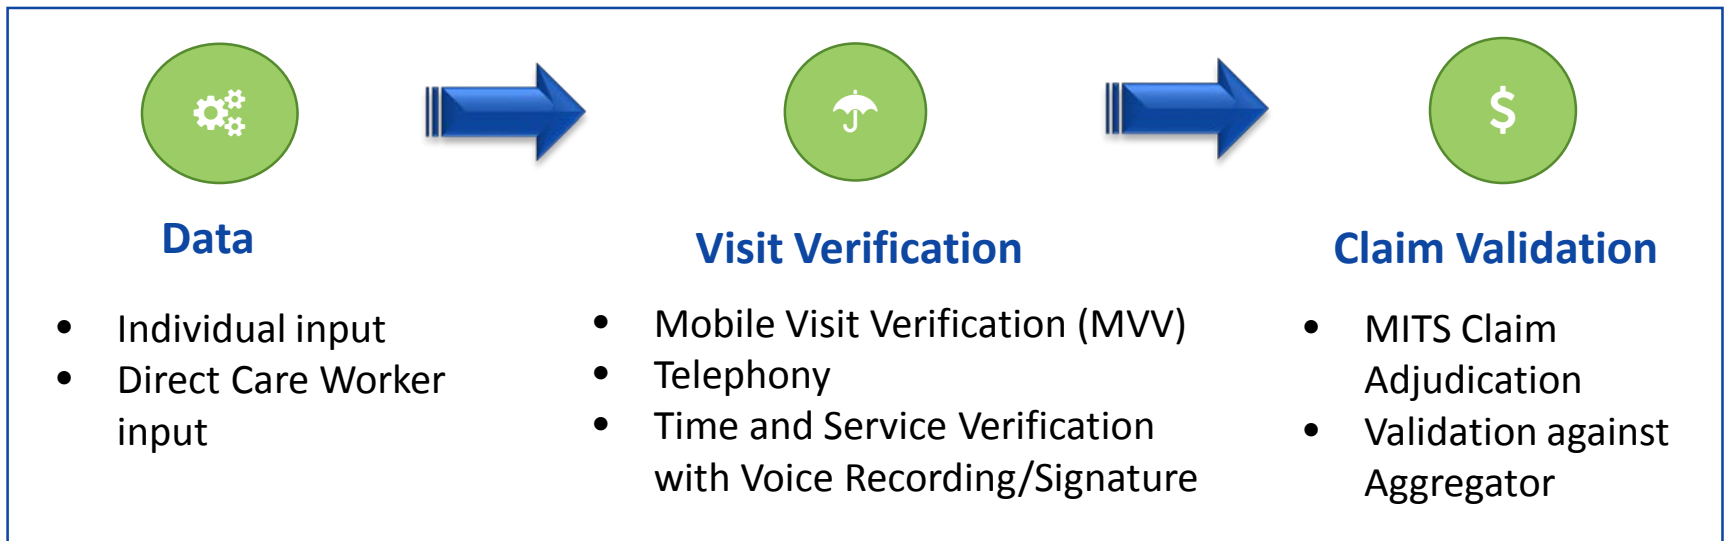 $
Data
• Individual input
• Direct Care Worker
input
Visit Verification
• Mobile Visit Verification (MVV)
• Telephony
• Time and Service Verification
with Voice Recording/Signature
Claim Validation
• MITS Claim
Adjudication
• Validation against
Aggregator